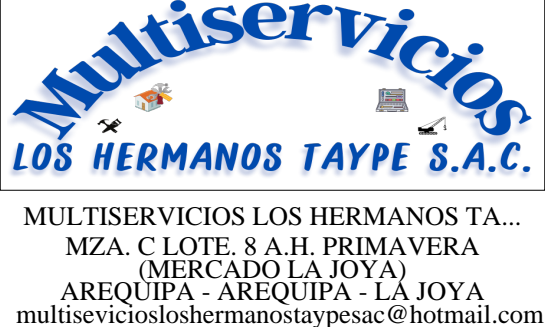 Multiservicios
LOS HERMANOS TAYPE S.A.C.
MULTISERVICIOS LOS HERMANOS TA...
MZA. C LOTE. 8 A.H. PRIMAVERA
(MERCADO LA JOYA)
AREQUIPA - AREQUIPA - LA JOYA
multiseviciosloshermanostaypesac@hotmail.com